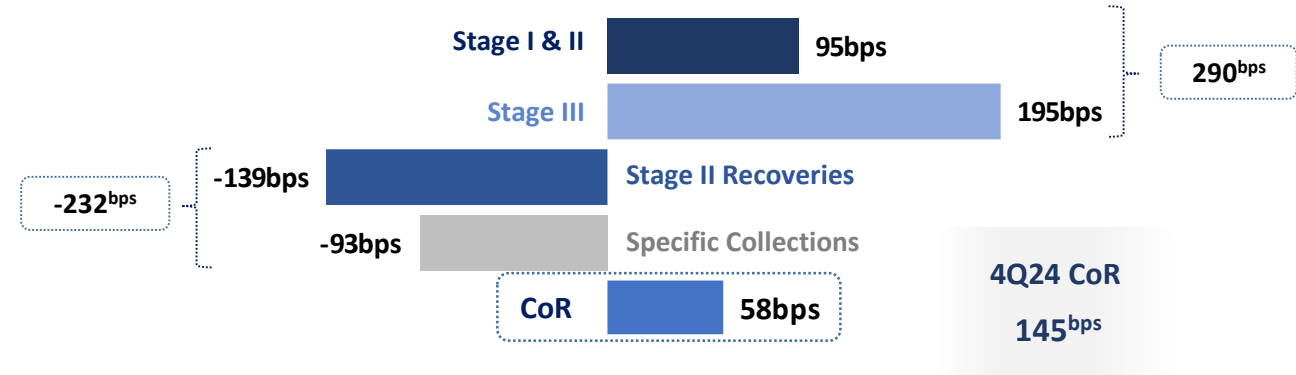 Stage I & II
95bps
290bps
Stage III
195bps
-139bps
Stage II Recoveries
-232bps
-93bps
Specific Collections
4Q24 CoR
CoR
58bps
145bps